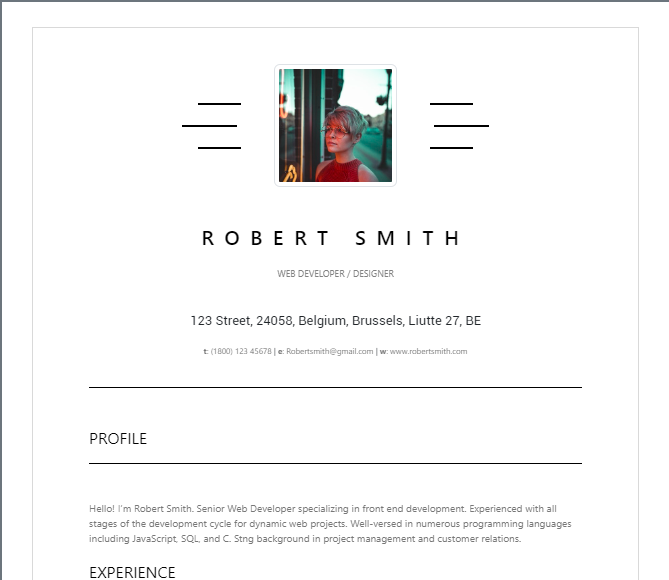 ROBERT SMITH
WEB DEVELOPER / DESIGNER
123 Street, 24058, Belgium, Brussels, Liutte 27, BE
t: (1800) 123 45678 | e: Robertsmith@gmail.com | w: www.robertsmith.com
PROFILE
Hello! I'm Robert Smith. Senior Web Developer specializing in front end development. Experienced with all
stages of the development cycle for dynamic web projects. Well-versed in numerous programming languages
including JavaScript, SQL, and C. Stng background in project management and customer relations.
EXPERIENCE